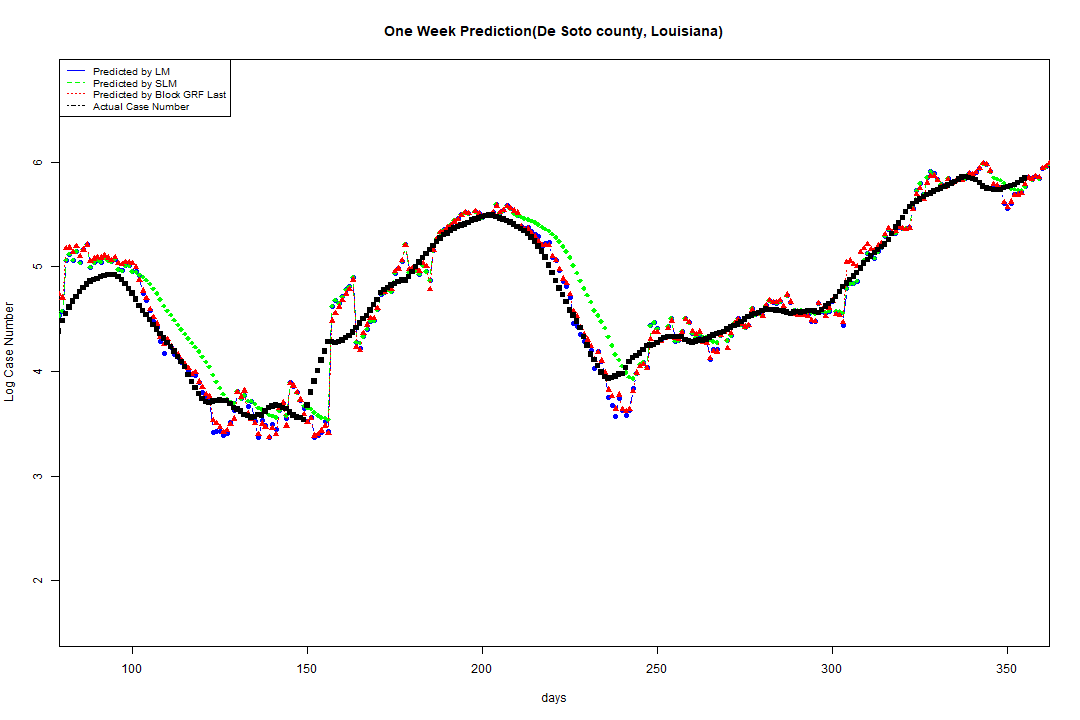 One Week Prediction(De Soto county, Louisiana)
Predicted by LM
Predicted by SLM
Predicted by Block GRF Last
Actual Case Number
Log Case Number
6
5
4
3
2
100 150 200 250 300 350
days